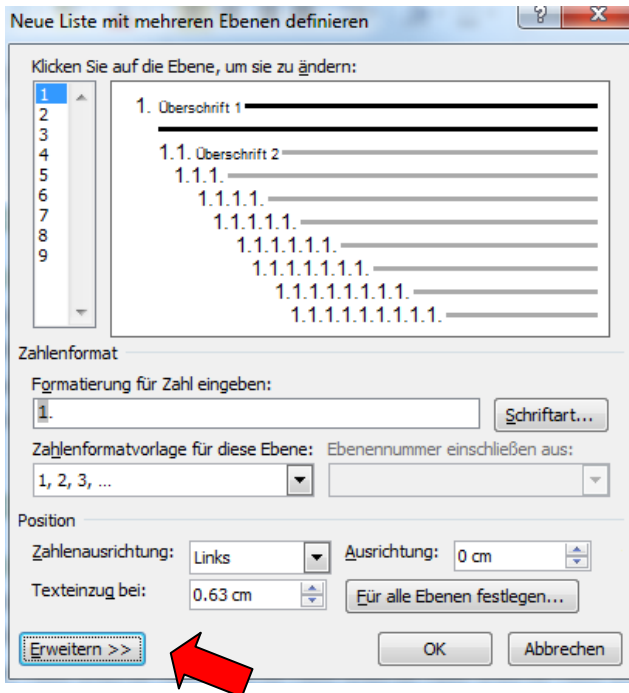 Neue Liste mit mehreren Ebenen definieren
Klicken Sie auf die Ebene, um sie zu ändern:
1
2
3
4
5
6
7
8
9
1. Überschrift 1
1.1. Überschrift 2
1.1.1.
1.1.1.1.
1.1.1.1.1.
1.1.1.1.1.1.
1.1.1.1.1.1.1.
1.1.1.1.1.1.1.1.
1.1.1.1.1.1.1.1.1.
Zahlenformat
Formatierung für Zahl eingeben:
1.
Schriftart...
Zahlenformatvorlage für diese Ebene: Ebenennummer einschließen aus:
1, 2, 3, ...
Position
Zahlenausrichtung: Links Ausrichtung: 0 cm
Texteinzug bei: 0.63 cm Für alle Ebenen festlegen...
Erweitern >> OK Abbrechen